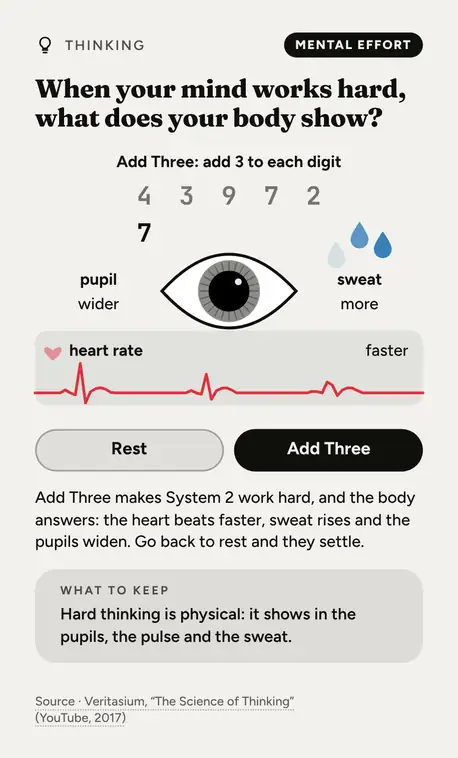 THINKING
MENTAL EFFORT
When your mind works hard,
what does your body show?
Add Three: add 3 to each digit
4 3 9 7 2
7
pupil
wider
sweat
more
heart rate
faster
Rest
Add Three
Add Three makes System 2 work hard, and the body
answers: the heart beats faster, sweat rises and the
pupils widen. Go back to rest and they settle.
WHAT TO KEEP
Hard thinking is physical: it shows in the
pupils, the pulse and the sweat.
Source · Veritasium, “The Science of Thinking”
(YouTube, 2017)